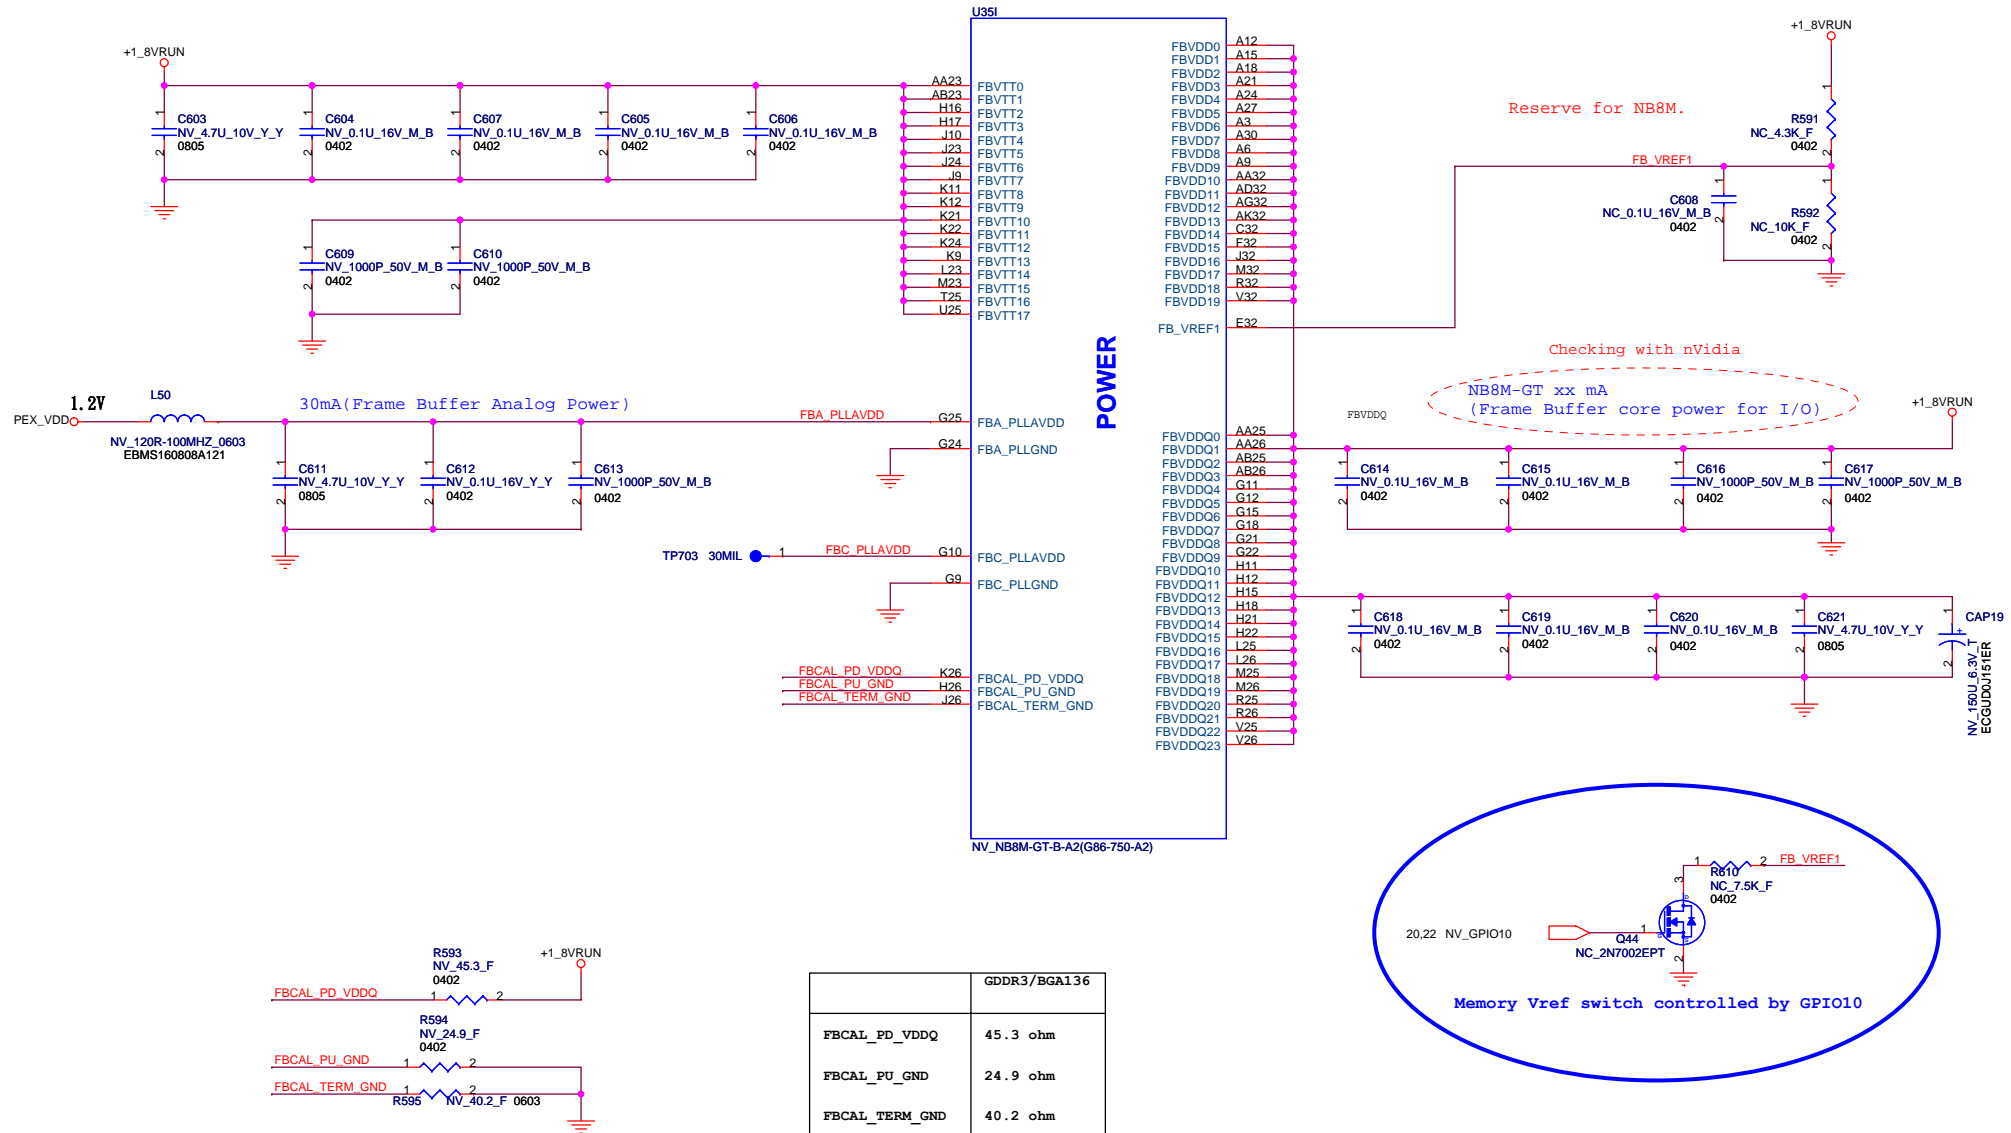 U35I
+1_8VRUN
C603
NV_4.7U_10V_Y_Y
0805
C604
NV_0.1U_16V_M_B
0402
C607
NV_0.1U_16V_M_B
0402
C605
NV_0.1U_16V_M_B
0402
C606
NV_0.1U_16V_M_B
0402
C609
NV_1000P_50V_M_B
0402
C610
NV_1000P_50V_M_B
0402
AA23 FBVTT0
AB23 FBVTT1
H16 FBVTT2
H17 FBVTT3
J10 FBVTT4
J23 FBVTT5
J24 FBVTT6
J9 FBVTT7
K11 FBVTT8
K12 FBVTT9
K21 FBVTT10
K22 FBVTT11
K24 FBVTT12
K9 FBVTT13
L23 FBVTT14
M23 FBVTT15
T25 FBVTT16
U25 FBVTT17
FBVDD0 A12
FBVDD1 A15
FBVDD2 A18
FBVDD3 A21
FBVDD4 A24
FBVDD5 A27
FBVDD6 A3
FBVDD7 A30
FBVDD8 A6
FBVDD9 A9
FBVDD10 AA32
FBVDD11 AD32
FBVDD12 AG32
FBVDD13 AK32
FBVDD14 C32
FBVDD15 F32
FBVDD16 J32
FBVDD17 M32
FBVDD18 R32
FBVDD19 V32
FB_VREF1 E32
POWER
+1_8VRUN
Reserve for NB8M.
R591
NC_4.3K_F
0402
FB_VREF1
C608
NC_0.1U_16V_M_B
0402
R592
NC_10K_F
0402
Checking with nVidia
NB8M-GT xx mA
(Frame Buffer core power for I/O)
FBVDDQ
+1_8VRUN
1.2V
PEX_VDD
L50
NV_120R-100MHZ_0603
EBMS160808A121
30mA(Frame Buffer Analog Power)
FBA_PLLAVDD G25 FBA_PLLAVDD
G24 FBA_PLLGND
C611
NV_4.7U_10V_Y_Y
0805
C612
NV_0.1U_16V_Y_Y
0402
C613
NV_1000P_50V_M_B
0402
TP703 30MIL 1 FBC_PLLAVDD G10 FBC_PLLAVDD
G9 FBC_PLLGND
FBCAL_PD_VDDQ K26 FBCAL_PD_VDDQ
FBCAL_PU_GND H26 FBCAL_PU_GND
FBCAL_TERM_GND J26 FBCAL_TERM_GND
FBVDDQ0 AA25
FBVDDQ1 AA26
FBVDDQ2 AB25
FBVDDQ3 AB26
FBVDDQ4 G11
FBVDDQ5 G12
FBVDDQ6 G15
FBVDDQ7 G18
FBVDDQ8 G21
FBVDDQ9 G22
FBVDDQ10 H11
FBVDDQ11 H12
FBVDDQ12 H15
FBVDDQ13 H18
FBVDDQ14 H21
FBVDDQ15 H22
FBVDDQ16 L25
FBVDDQ17 L26
FBVDDQ18 M25
FBVDDQ19 M26
FBVDDQ20 R25
FBVDDQ21 R26
FBVDDQ22 V25
FBVDDQ23 V26
C614
NV_0.1U_16V_M_B
0402
C615
NV_0.1U_16V_M_B
0402
C616
NV_1000P_50V_M_B
0402
C617
NV_1000P_50V_M_B
0402
C618
NV_0.1U_16V_M_B
0402
C619
NV_0.1U_16V_M_B
0402
C620
NV_0.1U_16V_M_B
0402
C621
NV_4.7U_10V_Y_Y
0805
CAP19
NV_150U_6.3V_T
ECGUD0J151ER
NV_NB8M-GT-B-A2(G86-750-A2)
1 2 FB_VREF1
R610
NC_7.5K_F
0402
3
20,22 NV_GPIO10
1
Q44
NC_2N7002EPT
2
Memory Vref switch controlled by GPIO10
R593
NV_45.3_F
0402
+1_8VRUN
FBCAL_PD_VDDQ 1 2
R594
NV_24.9_F
0402
FBCAL_PU_GND 1 2
FBCAL_TERM_GND 1 2
R595 NV_40.2_F 0603
GDDR3/BGA136
FBCAL_PD_VDDQ 45.3 ohm
FBCAL_PU_GND 24.9 ohm
FBCAL_TERM_GND 40.2 ohm